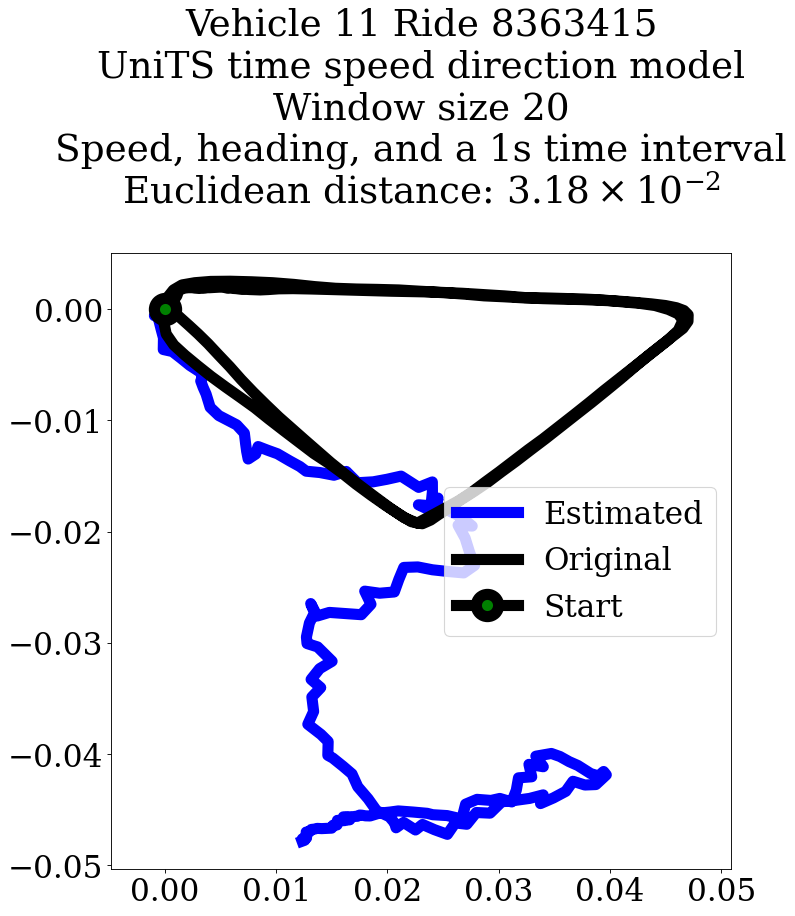 Vehicle 11 Ride 8363415
UniTS time speed direction model
Window size 20
Speed, heading, and a 1s time interval
Euclidean distance: 3.18 × 10⁻²
0.00
−0.01
−0.02
−0.03
−0.04
−0.05
Estimated
Original
Start
0.00 0.01 0.02 0.03 0.04 0.05